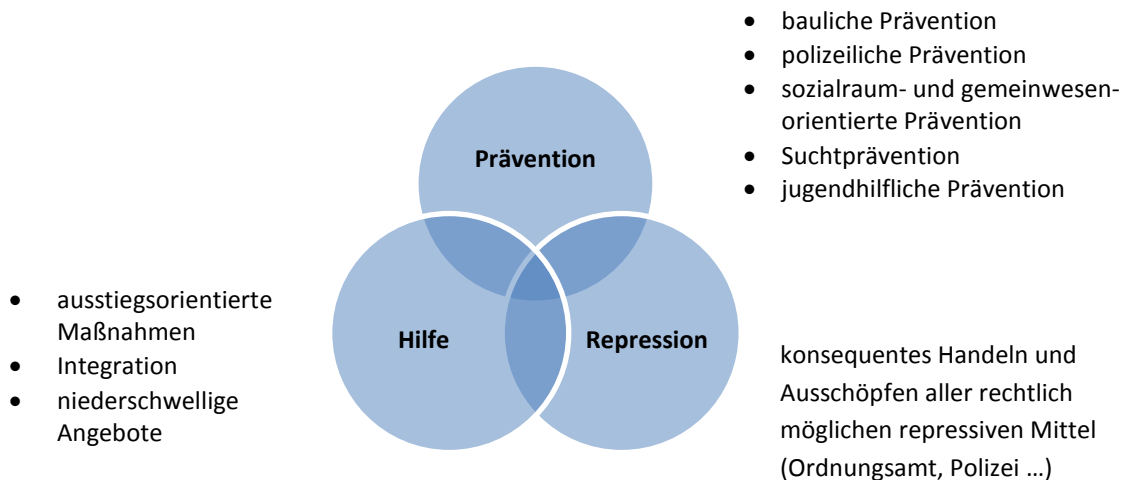 • bauliche Prävention
• polizeiliche Prävention
• sozialraum- und gemeinwesen-
orientierte Prävention
• Suchtprävention
• jugendhilfliche Prävention
Prävention
• ausstiegsorientierte
Maßnahmen
• Integration
• niederschwellige
Angebote
Hilfe
Repression
konsequentes Handeln und
Ausschöpfen aller rechtlich
möglichen repressiven Mittel
(Ordnungsamt, Polizei …)